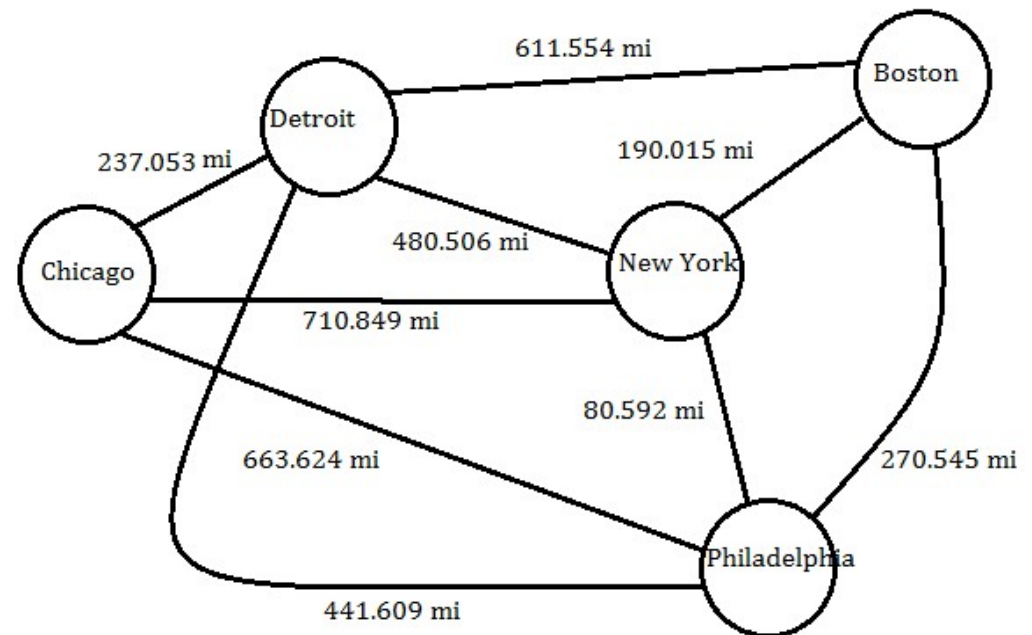 611.554 mi
Boston
Detroit
190.015 mi
237.053 mi
480.506 mi
New York
Chicago
710.849 mi
80.592 mi
663.624 mi
270.545 mi
Philadelphia
441.609 mi